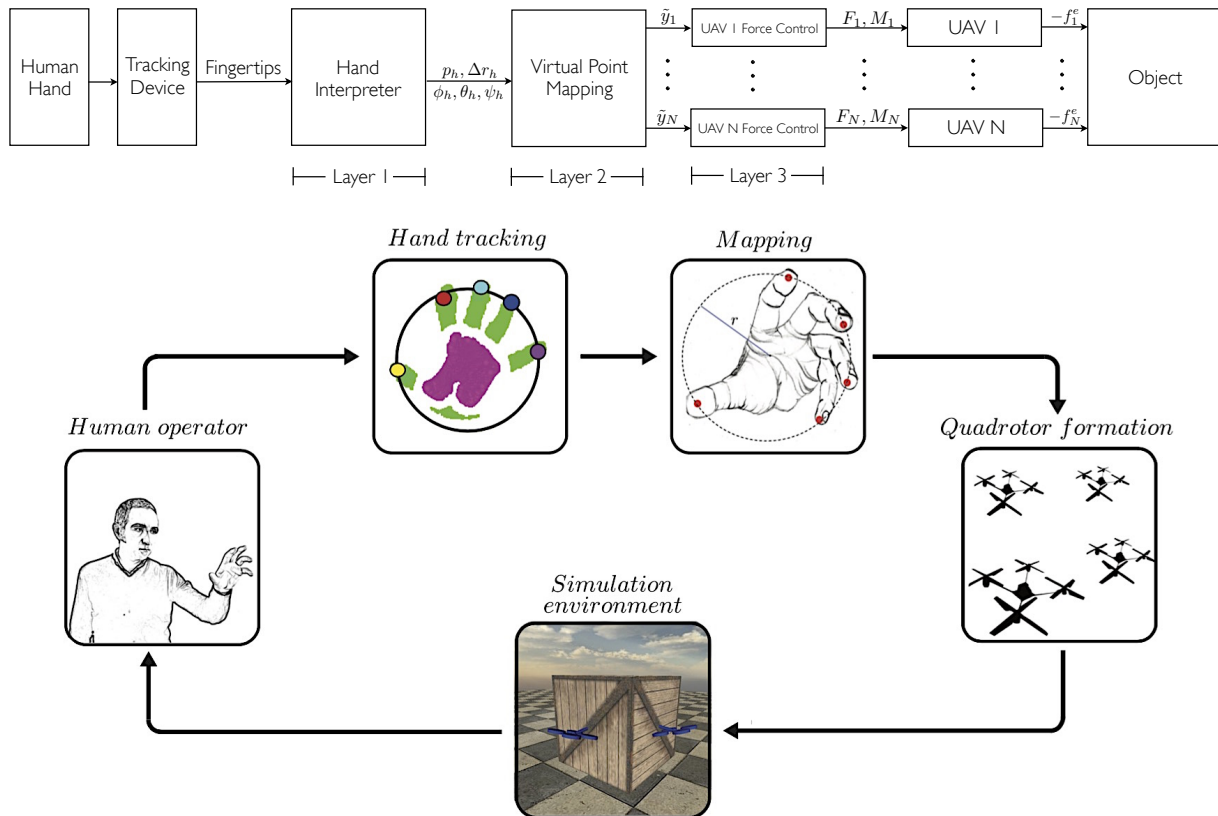 Human
Hand
Tracking
Device
Fingertips
Hand
Interpreter
p_h, Δr_h
ϕ_h, θ_h, ψ_h
Virtual Point
Mapping
ỹ_1
⋮
ỹ_N
UAV 1 Force Control
⋮
UAV N Force Control
F_1, M_1
⋮
F_N, M_N
UAV 1
⋮
UAV N
−f_1^e
⋮
−f_N^e
Object
Layer 1
Layer 2
Layer 3
Hand tracking
Mapping
r
Human operator
Quadrotor formation
Simulation
environment